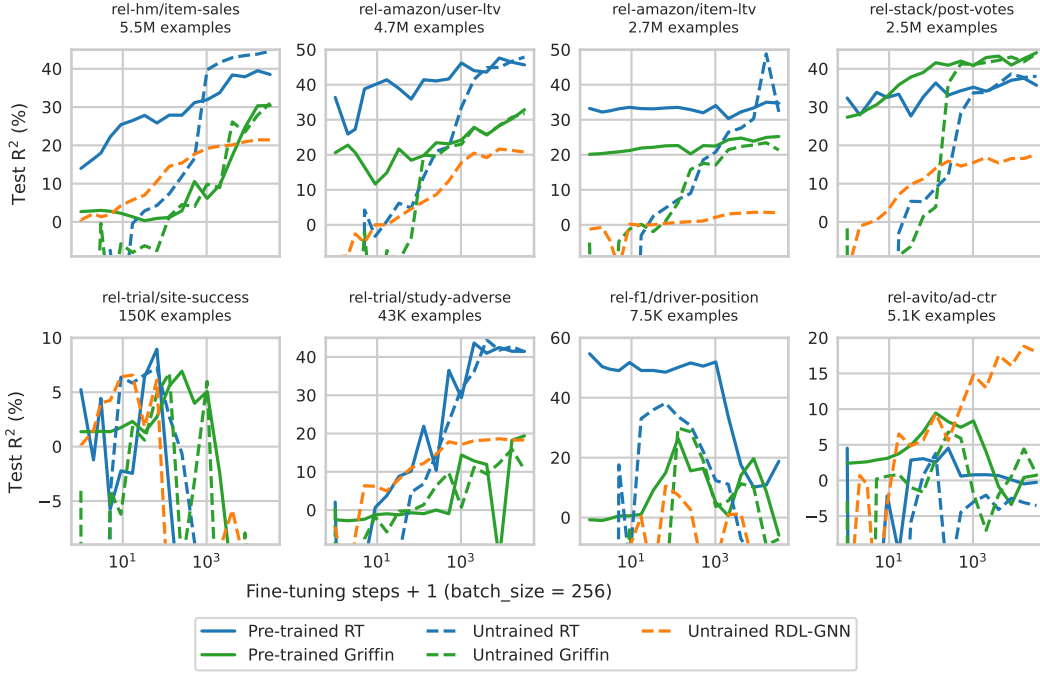 rel-hm/item-sales
5.5M examples
rel-amazon/user-ltv
4.7M examples
rel-amazon/item-ltv
2.7M examples
rel-stack/post-votes
2.5M examples
Test R² (%)
50
40
30
20
10
0
50
40
30
20
10
0
50
40
30
20
10
0
50
40
30
20
10
0
rel-trial/site-success
150K examples
rel-trial/study-adverse
43K examples
rel-f1/driver-position
7.5K examples
rel-avito/ad-ctr
5.1K examples
Test R² (%)
10
5
0
−5
40
30
20
10
0
60
40
20
0
20
15
10
5
0
−5
10¹ 10³
10¹ 10³
10¹ 10³
10¹ 10³
Fine-tuning steps + 1 (batch_size = 256)
Pre-trained RT Untrained RT Untrained RDL-GNN
Pre-trained Griffin Untrained Griffin